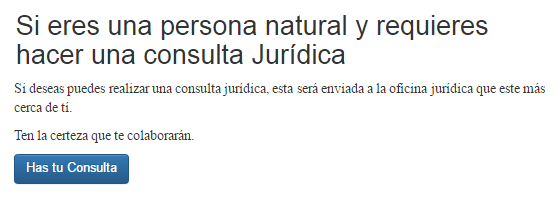 Si eres una persona natural y requieres
hacer una consulta Jurídica
Si deseas puedes realizar una consulta jurídica, esta será enviada a la oficina jurídica que este más
cerca de tí.
Ten la certeza que te colaborarán.
Has tu Consulta